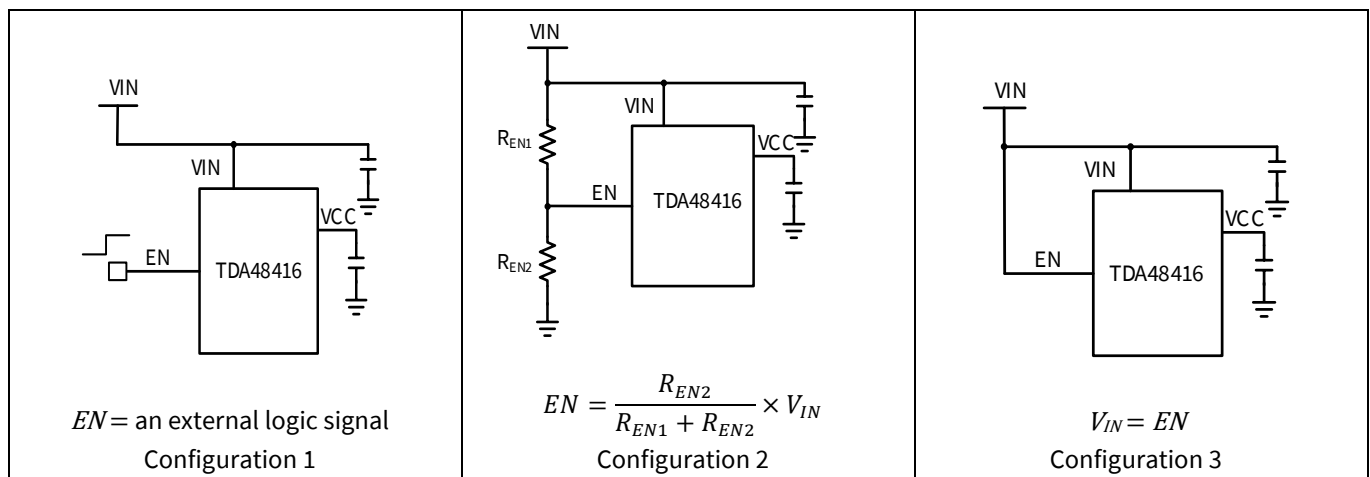 VIN
VIN
VCC
EN
TDA48416
EN = an external logic signal
Configuration 1
VIN
VIN
R_EN1
VCC
EN
TDA48416
R_EN2
EN = R_EN2 / (R_EN1 + R_EN2) × V_IN
Configuration 2
VIN
VIN
VCC
EN
TDA48416
V_IN = EN
Configuration 3